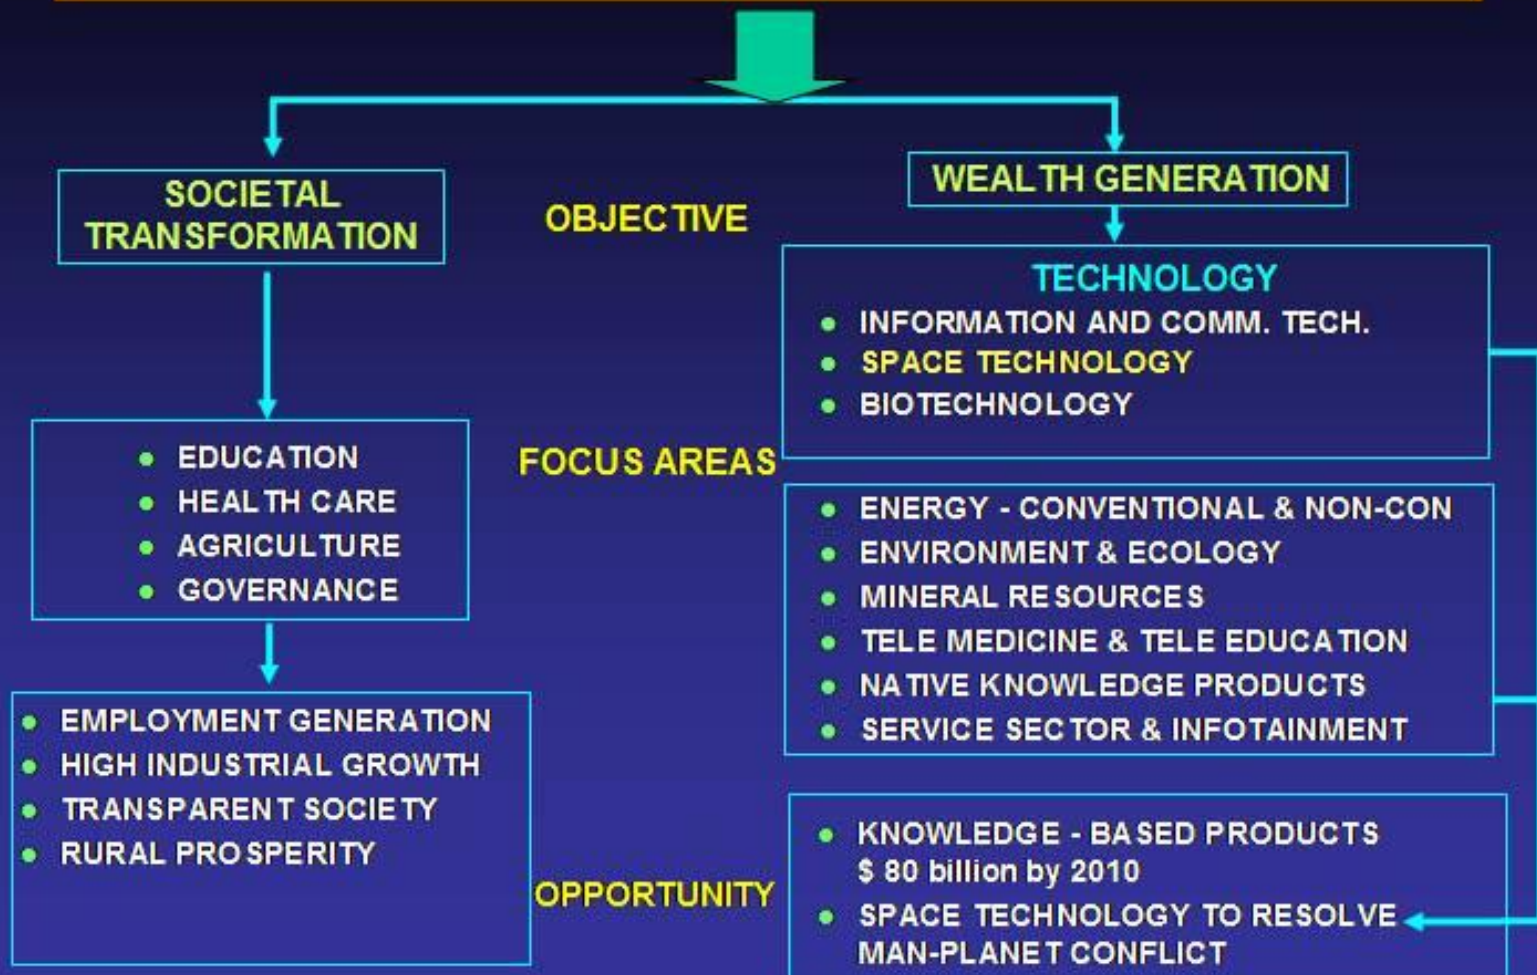 SOCIETAL
TRANSFORMATION
OBJECTIVE
WEALTH GENERATION
TECHNOLOGY
INFORMATION AND COMM. TECH.
SPACE TECHNOLOGY
BIOTECHNOLOGY
EDUCATION
HEALTH CARE
AGRICULTURE
GOVERNANCE
FOCUS AREAS
ENERGY - CONVENTIONAL & NON-CON
ENVIRONMENT & ECOLOGY
MINERAL RESOURCES
TELE MEDICINE & TELE EDUCATION
NATIVE KNOWLEDGE PRODUCTS
SERVICE SECTOR & INFOTAINMENT
EMPLOYMENT GENERATION
HIGH INDUSTRIAL GROWTH
TRANSPARENT SOCIETY
RURAL PROSPERITY
OPPORTUNITY
KNOWLEDGE - BASED PRODUCTS
$ 80 billion by 2010
SPACE TECHNOLOGY TO RESOLVE
MAN-PLANET CONFLICT